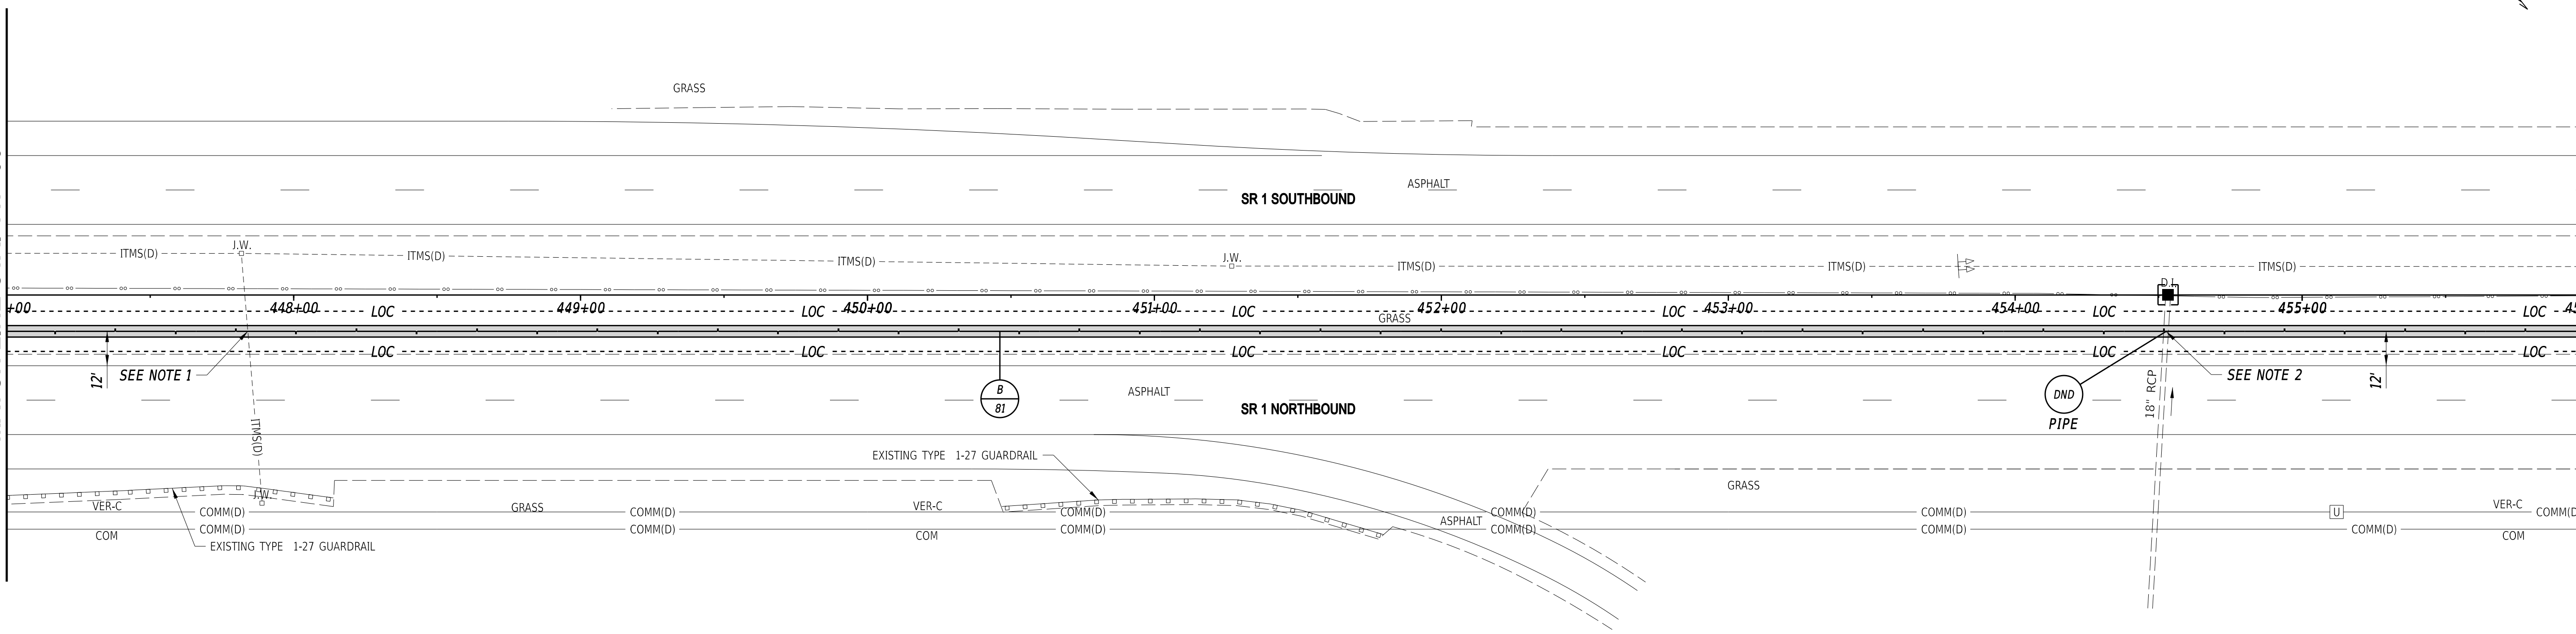 GRASS
ASPHALT
SR 1 SOUTHBOUND
J.W.
ITMS(D) ITMS(D) ITMS(D) J.W. ITMS(D) ITMS(D) ITMS(D)
D.I.
+00 448+00 449+00 450+00 451+00 452+00 453+00 454+00 455+00
LOC LOC LOC LOC LOC LOC
GRASS
LOC LOC LOC LOC LOC LOC
12'
SEE NOTE 1
SEE NOTE 2
12'
B
81
ASPHALT
SR 1 NORTHBOUND
DND
PIPE
18" RCP
ITMS(D)
EXISTING TYPE 1-27 GUARDRAIL
GRASS
J.W.
VER-C GRASS VER-C VER-C
COMM(D) COMM(D) COMM(D) COMM(D) COMM(D) U COMM(D
ASPHALT
COMM(D) COMM(D) COMM(D) COMM(D) COMM(D) COMM(D)
COM COM COM
EXISTING TYPE 1-27 GUARDRAIL